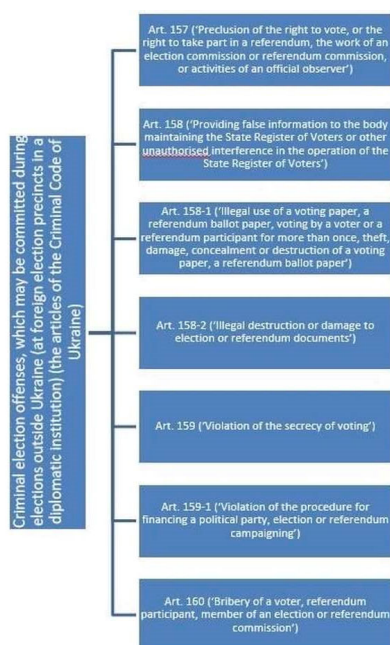 Criminal election offenses, which may be committed during
elections outside Ukraine (at foreign election precincts in a
diplomatic institution) (the articles of the Criminal Code of
Ukraine)
Art. 157 ('Preclusion of the right to vote, or the
right to take part in a referendum, the work of an
election commission or referendum commission,
or activities of an official observer')
Art. 158 ('Providing false information to the body
maintaining the State Register of Voters or other
unauthorised interference in the operation of the
State Register of Voters')
Art. 158-1 ('Illegal use of a voting paper, a
referendum ballot paper, voting by a voter or a
referendum participant for more than once, theft,
damage, concealment or destruction of a voting
paper, a referendum ballot paper')
Art. 158-2 ('Illegal destruction or damage to
election or referendum documents')
Art. 159 ('Violation of the secrecy of voting')
Art. 159-1 ('Violation of the procedure for
financing a political party, election or referendum
campaigning')
Art. 160 ('Bribery of a voter, referendum
participant, member of an election or referendum
commission')